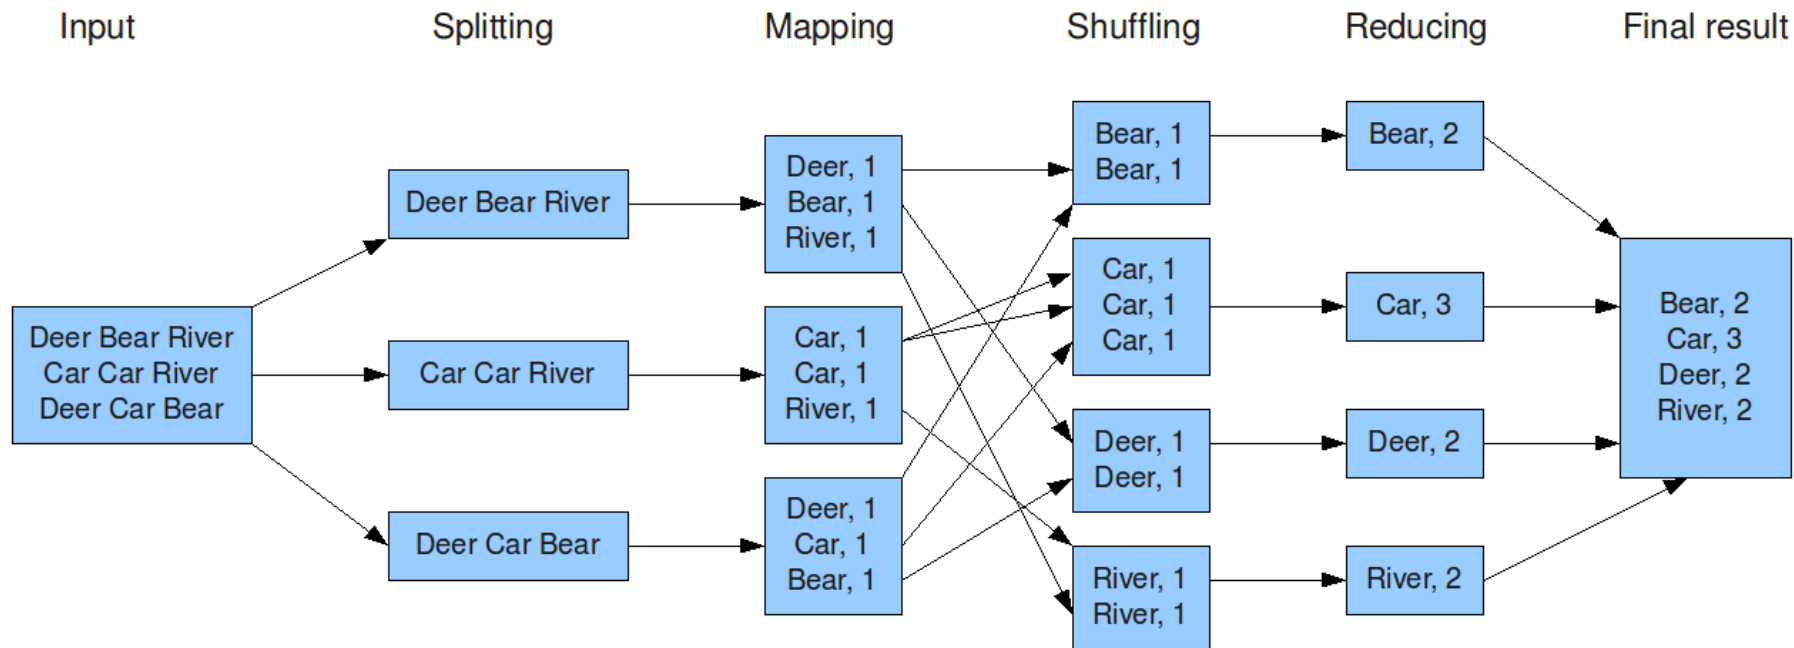 Input
Splitting
Mapping
Shuffling
Reducing
Final result
Deer Bear River
Car Car River
Deer Car Bear
Deer Bear River
Car Car River
Deer Car Bear
Deer, 1
Bear, 1
River, 1
Car, 1
Car, 1
River, 1
Deer, 1
Car, 1
Bear, 1
Bear, 1
Bear, 1
Car, 1
Car, 1
Car, 1
Deer, 1
Deer, 1
River, 1
River, 1
Bear, 2
Car, 3
Deer, 2
River, 2
Bear, 2
Car, 3
Deer, 2
River, 2